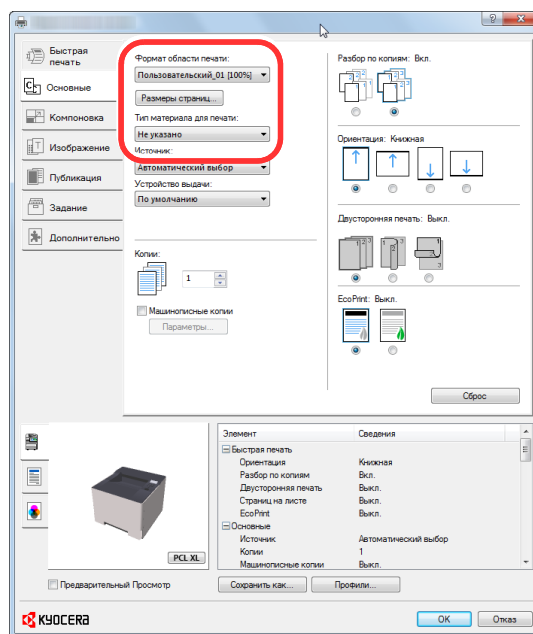 Быстрая
печать
Основные
Компоновка
Изображение
Публикация
Задание
Дополнительно
Формат области печати:
Пользовательский_01 [100%]
Размеры страниц...
Тип материала для печати:
Не указано
Источник:
Автоматический выбор
Устройство выдачи:
По умолчанию
Копии:
1
Машинописные копии
Параметры...
Разбор по копиям: Вкл.
Ориентация: Книжная
Двусторонняя печать: Выкл.
EcoPrint: Выкл.
Сброс
PCL XL
Элемент Сведения
Быстрая печать
Ориентация Книжная
Разбор по копиям Вкл.
Двусторонняя печать Выкл.
Страниц на листе Выкл.
EcoPrint Выкл.
Основные
Источник Автоматический выбор
Копии 1
Машинописные копии Выкл.
Предварительный Просмотр
Сохранить как... Профили...
KYOCERA
OK Отказ